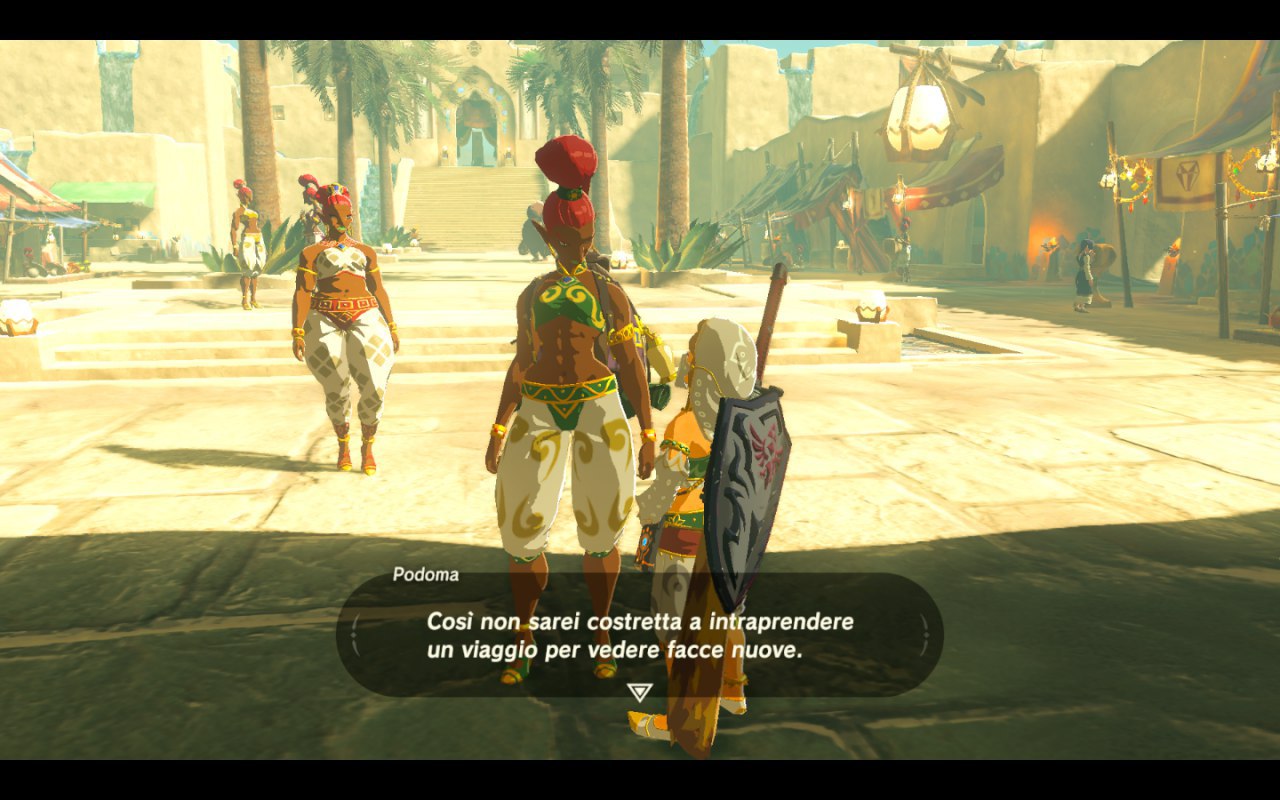 Podoma
Così non sarei costretta a intraprendere
un viaggio per vedere facce nuove.